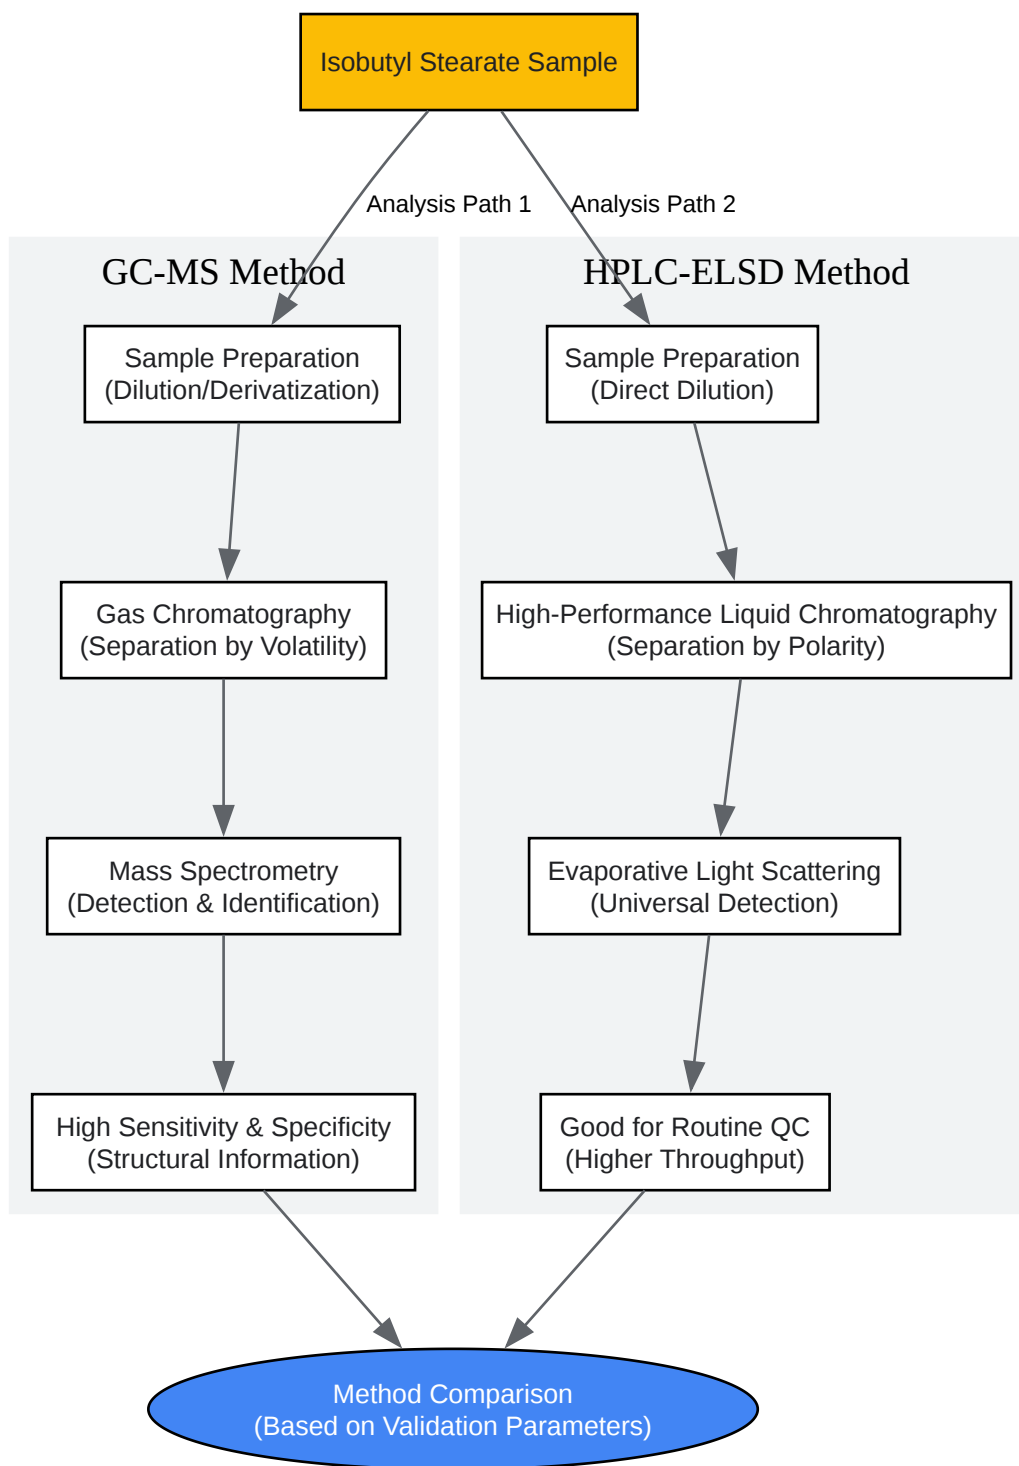 Isobutyl Stearate Sample
Analysis Path 1
Analysis Path 2
GC-MS Method
Sample Preparation
(Dilution/Derivatization)
Gas Chromatography
(Separation by Volatility)
Mass Spectrometry
(Detection & Identification)
High Sensitivity & Specificity
(Structural Information)
HPLC-ELSD Method
Sample Preparation
(Direct Dilution)
High-Performance Liquid Chromatography
(Separation by Polarity)
Evaporative Light Scattering
(Universal Detection)
Good for Routine QC
(Higher Throughput)
Method Comparison
(Based on Validation Parameters)